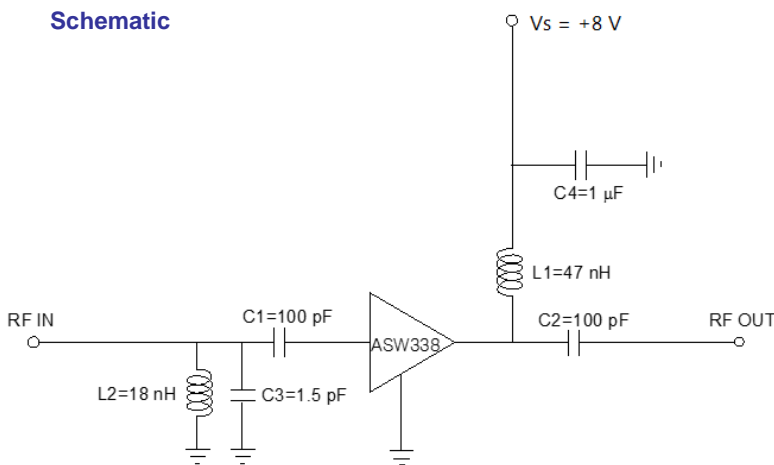 Schematic
Vs = +8 V
C4=1 μF
L1=47 nH
RF IN
C1=100 pF
C2=100 pF
RF OUT
ASW338
L2=18 nH
C3=1.5 pF